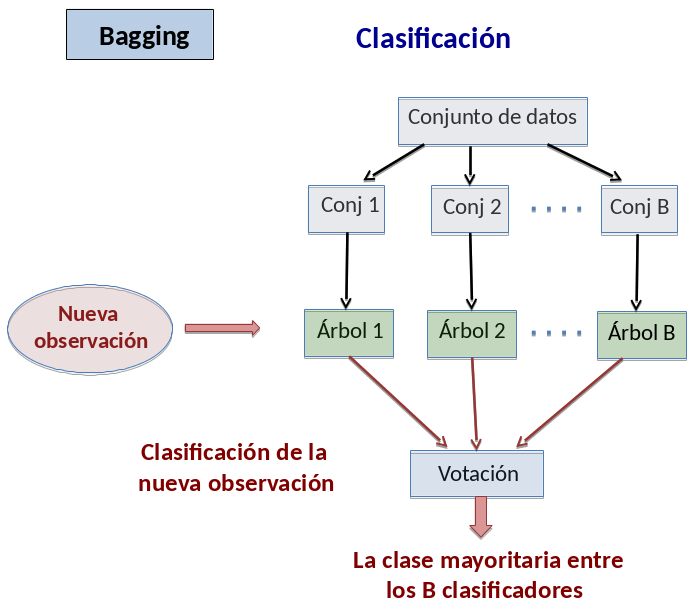 Bagging
Clasificación
Conjunto de datos
Conj 1
Conj 2
Conj B
Nueva
observación
Árbol 1
Árbol 2
Árbol B
Clasificación de la
nueva observación
Votación
La clase mayoritaria entre
los B clasificadores